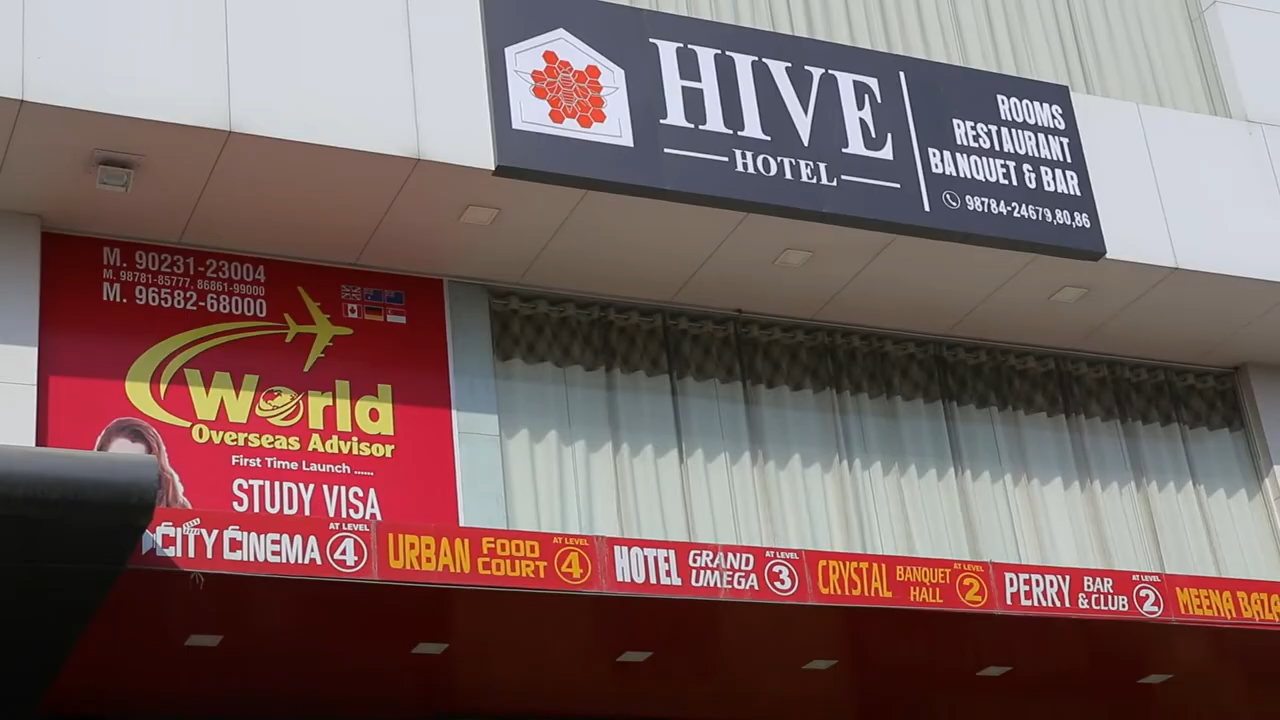 HIVE
HOTEL
ROOMS
RESTAURANT
BANQUET & BAR
98784-24679,80,86
M. 90231-23004
M. 98781-85777, 86861-99000
M. 96582-68000
World
Overseas Advisor
First Time Launch ......
STUDY VISA
CITY CINEMA AT LEVEL 4
URBAN FOOD COURT AT LEVEL 4
HOTEL GRAND UMEGA AT LEVEL 3
CRYSTAL BANQUET HALL AT LEVEL 2
PERRY BAR & CLUB AT LEVEL 2
MEENA